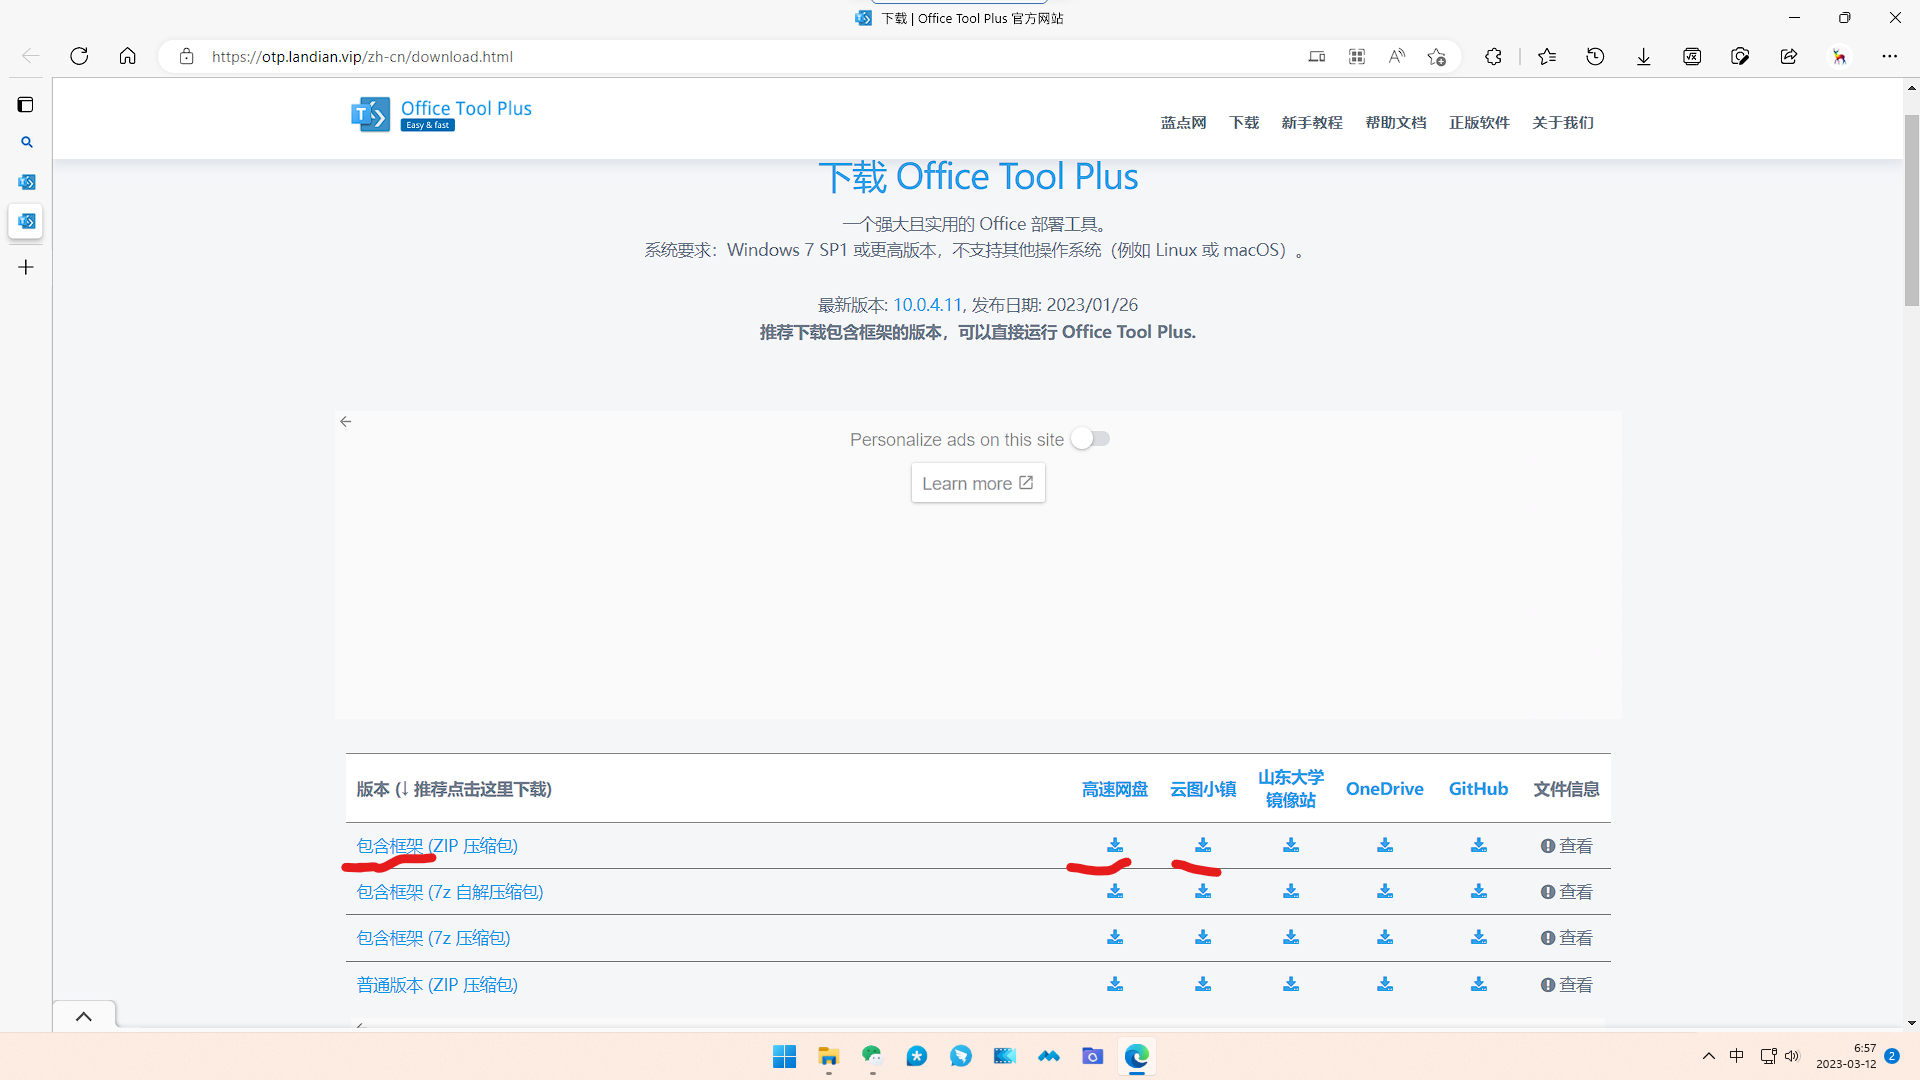 下载 | Office Tool Plus 官方网站
https://otp.landian.vip/zh-cn/download.html
Office Tool Plus
Easy & fast
蓝点网 下载 新手教程 帮助文档 正版软件 关于我们
下载 Office Tool Plus
一个强大且实用的 Office 部署工具。
系统要求：Windows 7 SP1 或更高版本，不支持其他操作系统（例如 Linux 或 macOS）。
最新版本: 10.0.4.11, 发布日期: 2023/01/26
推荐下载包含框架的版本，可以直接运行 Office Tool Plus.
Personalize ads on this site
Learn more
版本 (↓ 推荐点击这里下载) 高速网盘 云图小镇 山东大学 镜像站 OneDrive GitHub 文件信息
包含框架 (ZIP 压缩包) 查看
包含框架 (7z 自解压缩包) 查看
包含框架 (7z 压缩包) 查看
普通版本 (ZIP 压缩包) 查看
中 6:57
2023-03-12 2